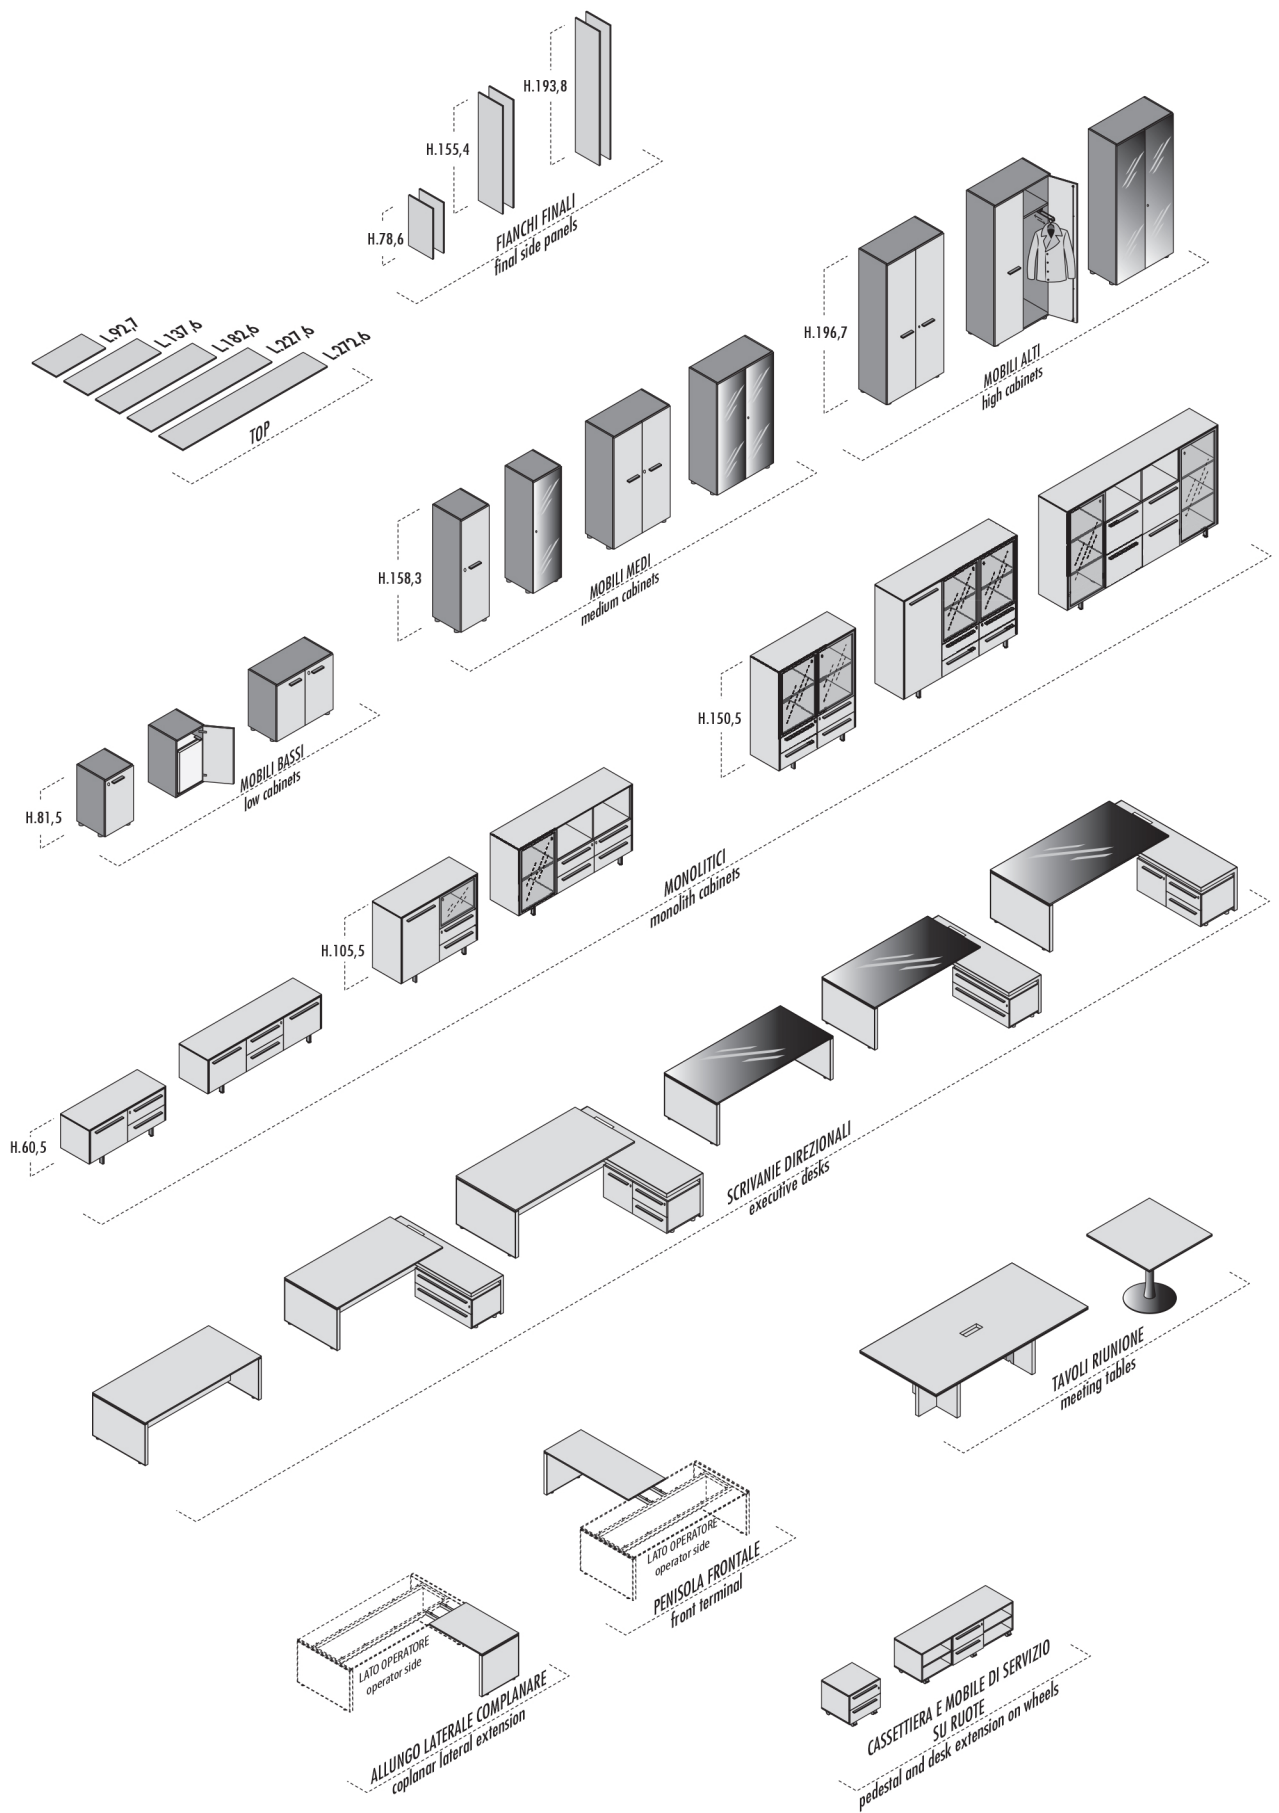 H.193,8
H.155,4
H.78,6
FIANCHI FINALI
final side panels
L.92,7
L.137,6
L.182,6
L.227,6
L.272,6
TOP
H.196,7
MOBILI ALTI
high cabinets
H.158,3
MOBILI MEDI
medium cabinets
H.81,5
MOBILI BASSI
low cabinets
H.150,5
H.105,5
H.60,5
MONOLITICI
monolith cabinets
SCRIVANIE DIREZIONALI
executive desks
TAVOLI RIUNIONE
meeting tables
LATO OPERATORE
operator side
PENISOLA FRONTALE
front terminal
LATO OPERATORE
operator side
ALLUNGO LATERALE COMPLANARE
coplanar lateral extension
CASSETTIERA E MOBILE DI SERVIZIO
SU RUOTE
pedestal and desk extension on wheels